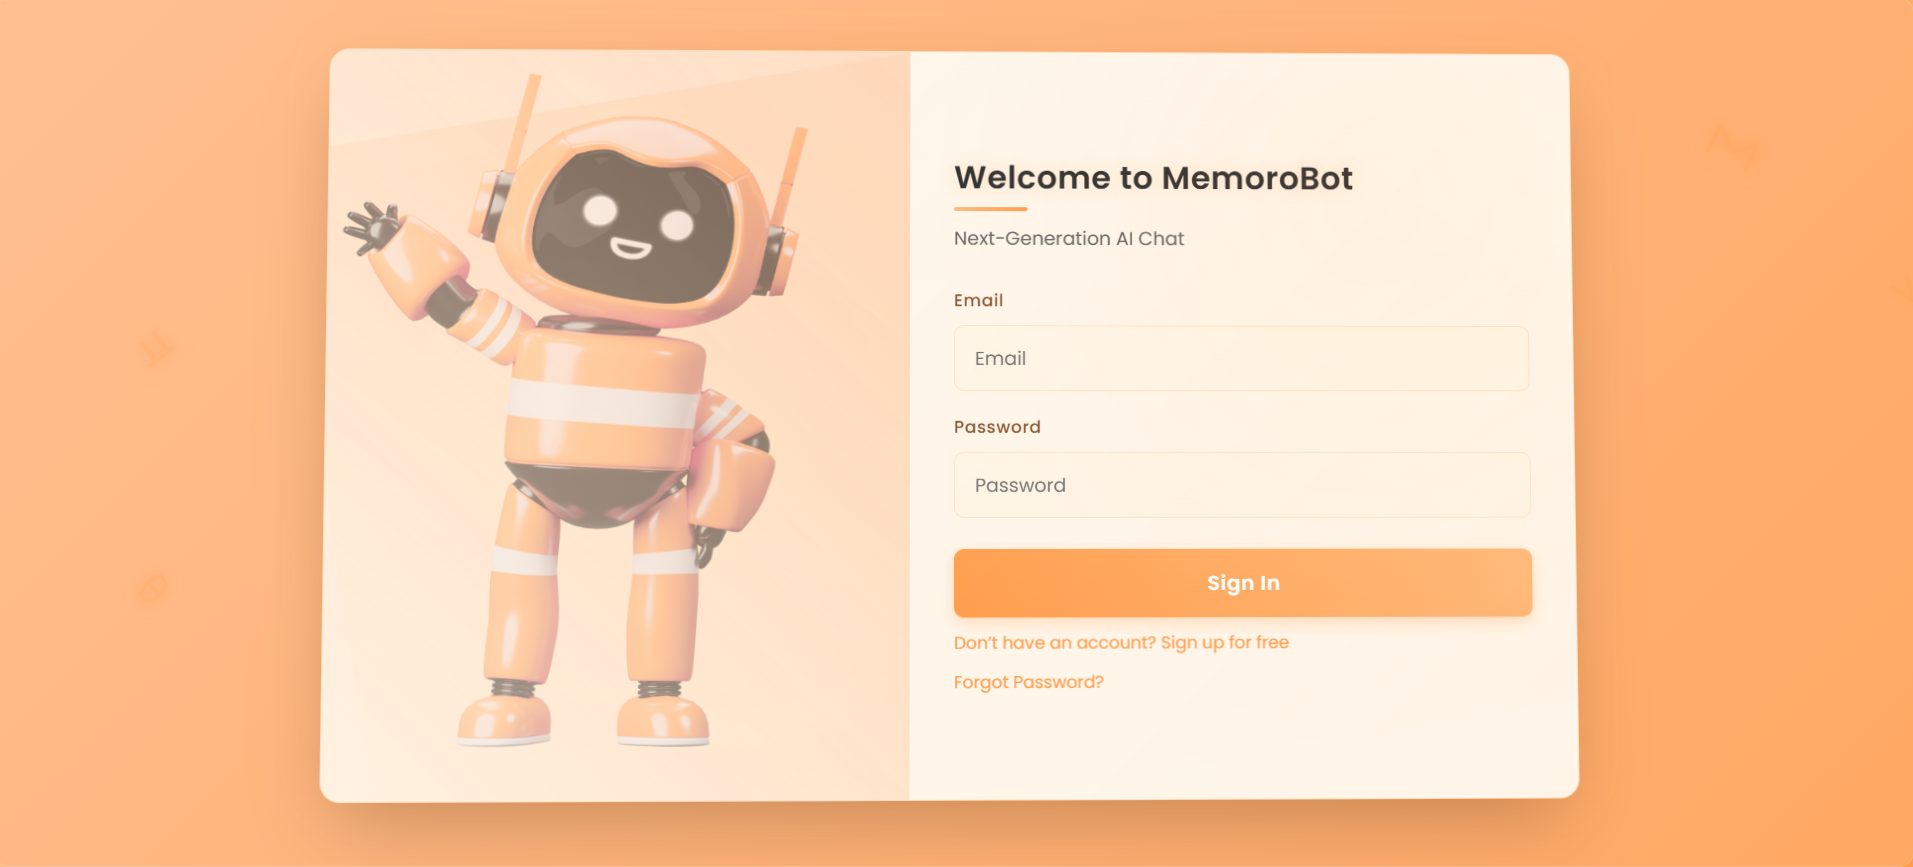 Welcome to MemoroBot
Next-Generation AI Chat
Email
Email
Password
Password
Sign In
Don't have an account? Sign up for free
Forgot Password?